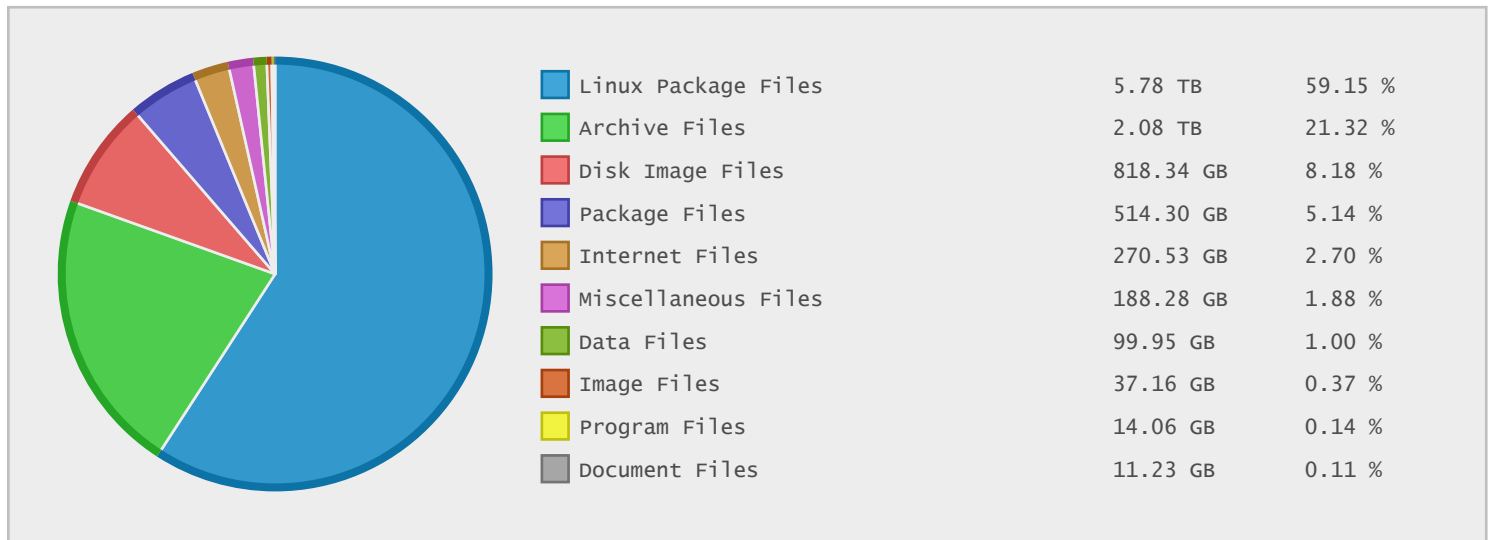 Linux Package Files 5.78 TB 59.15 %
Archive Files 2.08 TB 21.32 %
Disk Image Files 818.34 GB 8.18 %
Package Files 514.30 GB 5.14 %
Internet Files 270.53 GB 2.70 %
Miscellaneous Files 188.28 GB 1.88 %
Data Files 99.95 GB 1.00 %
Image Files 37.16 GB 0.37 %
Program Files 14.06 GB 0.14 %
Document Files 11.23 GB 0.11 %